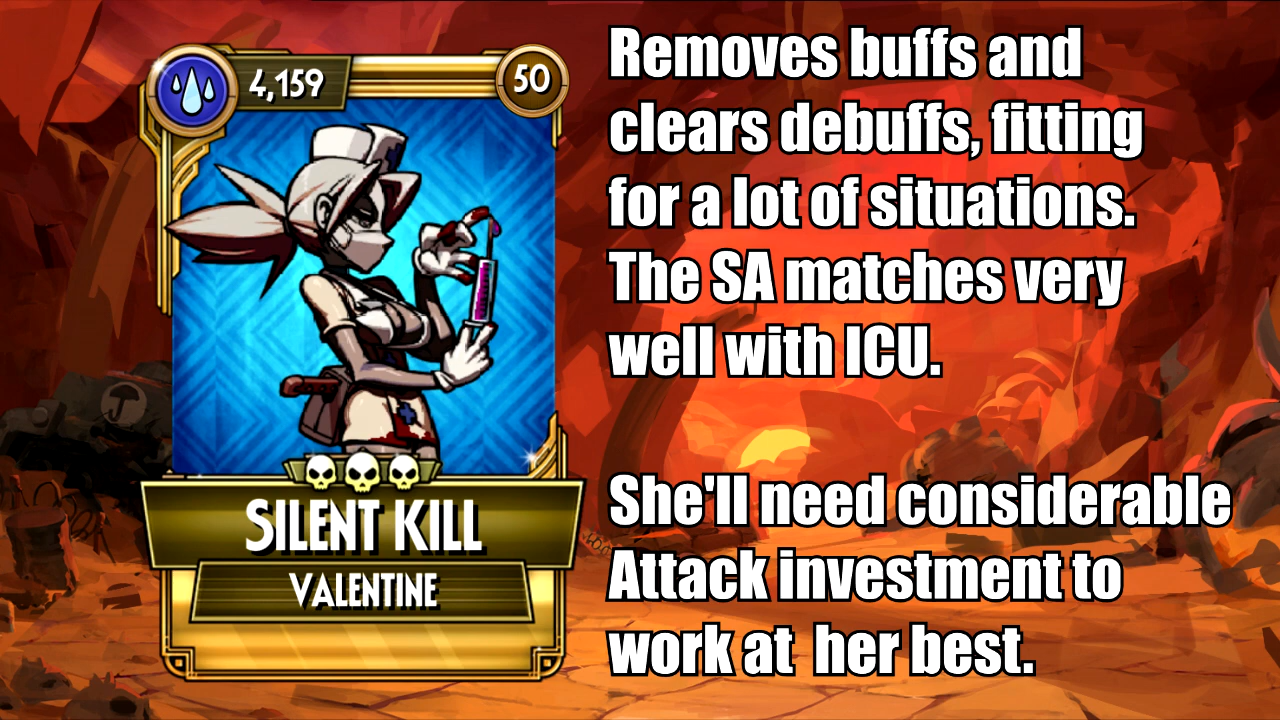 4,159
50
SILENT KILL
VALENTINE
Removes buffs and
clears debuffs, fitting
for a lot of situations.
The SA matches very
well with ICU.
She'll need considerable
Attack investment to
work at  her best.